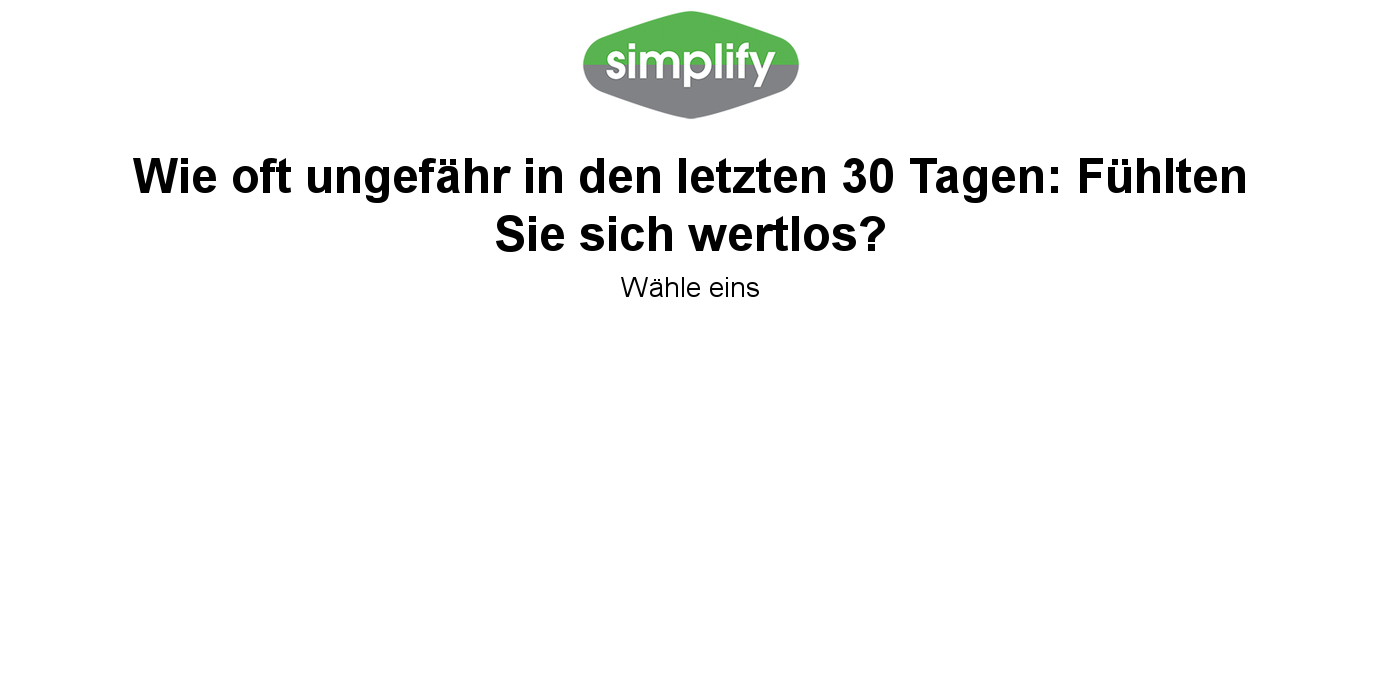 simplify
Wie oft ungefähr in den letzten 30 Tagen: Fühlten
Sie sich wertlos?
Wähle eins